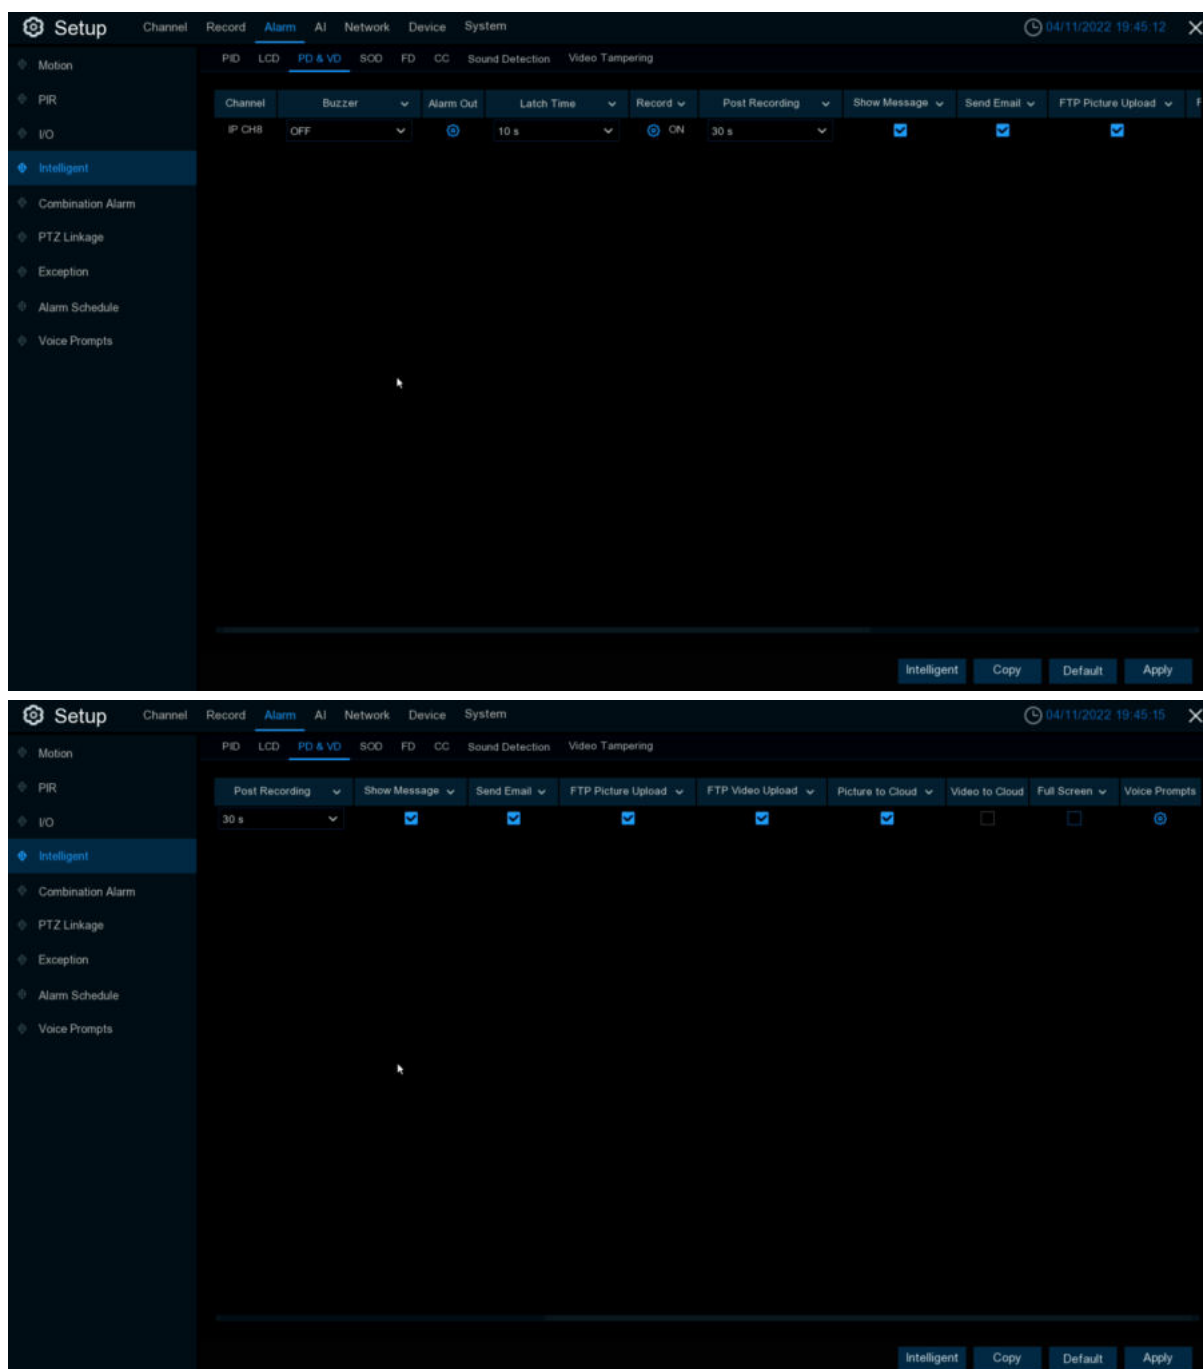 Setup Channel Record Alarm AI Network Device System 04/11/2022 19:45:12
PID LCD PD & VD SOD FD CC Sound Detection Video Tampering
Motion
PIR
I/O
Intelligent
Combination Alarm
PTZ Linkage
Exception
Alarm Schedule
Voice Prompts
Channel Buzzer Alarm Out Latch Time Record Post Recording Show Message Send Email FTP Picture Upload F
IP CH8 OFF 10 s ON 30 s
Intelligent Copy Default Apply
Setup Channel Record Alarm AI Network Device System 04/11/2022 19:45:15
PID LCD PD & VD SOD FD CC Sound Detection Video Tampering
Motion
PIR
I/O
Intelligent
Combination Alarm
PTZ Linkage
Exception
Alarm Schedule
Voice Prompts
Post Recording Show Message Send Email FTP Picture Upload FTP Video Upload Picture to Cloud Video to Cloud Full Screen Voice Prompts
30 s
Intelligent Copy Default Apply